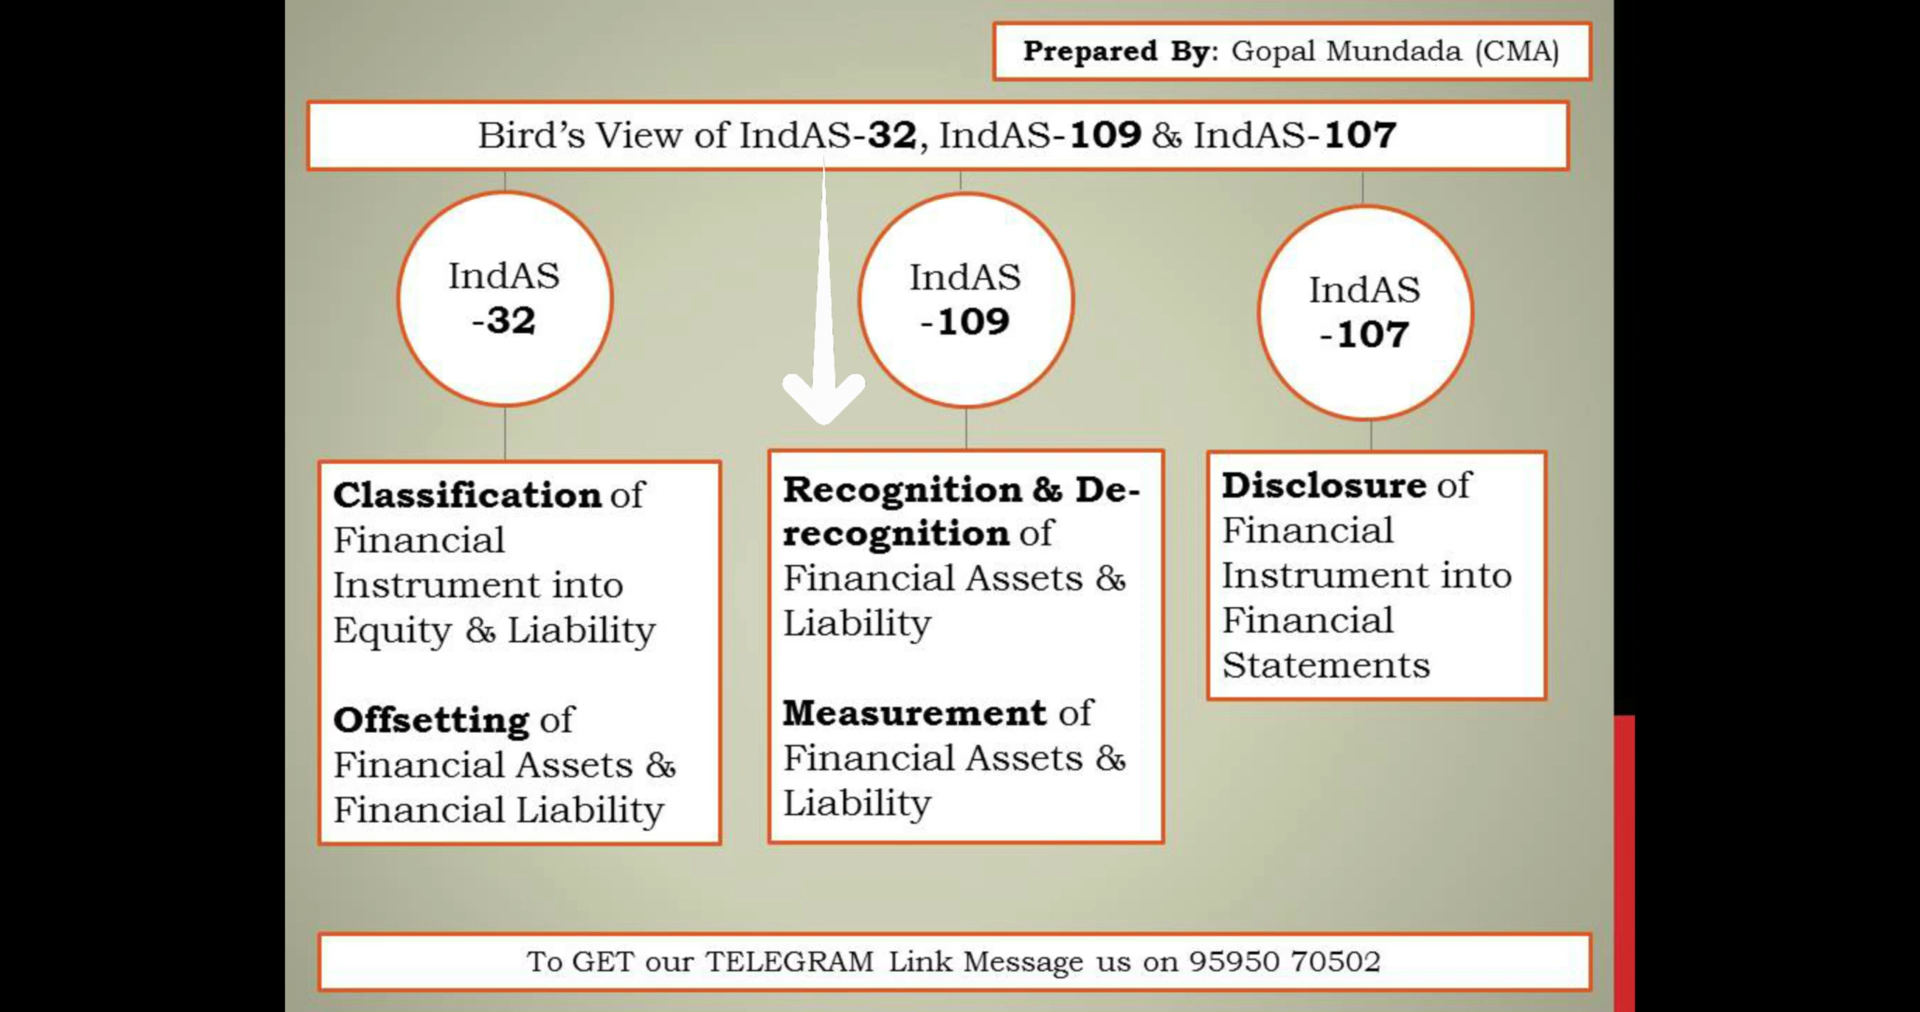 Prepared By: Gopal Mundada (CMA)
Bird's View of IndAS-32, IndAS-109 & IndAS-107
IndAS
-32
IndAS
-109
IndAS
-107
Classification of
Financial
Instrument into
Equity & Liability
Offsetting of
Financial Assets &
Financial Liability
Recognition & De-
recognition of
Financial Assets &
Liability
Measurement of
Financial Assets &
Liability
Disclosure of
Financial
Instrument into
Financial
Statements
To GET our TELEGRAM Link Message us on 95950 70502